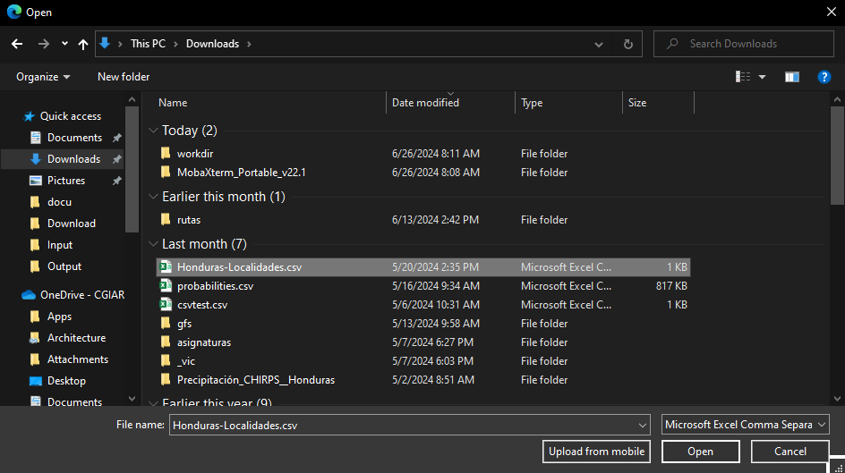 Open
This PC > Downloads >
Search Downloads
Organize
New folder
Quick access
Documents
Downloads
Pictures
docu
Download
Input
Output
OneDrive - CGIAR
Apps
Architecture
Attachments
Desktop
Documents
Name Date modified Type Size
Today (2)
workdir 6/26/2024 8:11 AM File folder
MobaXterm_Portable_v22.1 6/26/2024 8:08 AM File folder
Earlier this month (1)
rutas 6/13/2024 2:42 PM File folder
Last month (7)
Honduras-Localidades.csv 5/20/2024 2:35 PM Microsoft Excel C... 1 KB
probabilities.csv 5/16/2024 9:34 AM Microsoft Excel C... 817 KB
csvtest.csv 5/6/2024 10:31 AM Microsoft Excel C... 1 KB
gfs 5/13/2024 9:58 AM File folder
asignaturas 5/7/2024 6:27 PM File folder
_vic 5/7/2024 6:03 PM File folder
Precipitación_CHIRPS__Honduras 5/2/2024 8:51 AM File folder
Earlier this year (9)
File name: Honduras-Localidades.csv Microsoft Excel Comma Separa
Upload from mobile Open Cancel